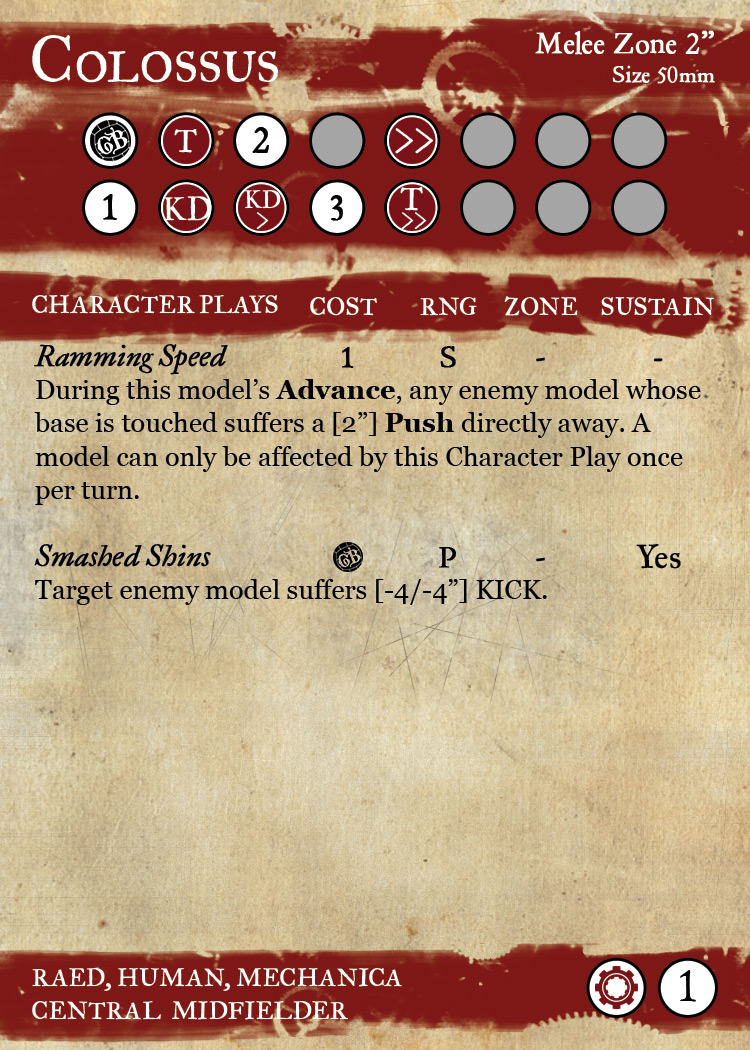 COLOSSUS
Melee Zone 2”
Size 50mm
GB T 2 >>
1 KD KD > 3 T >>
CHARACTER PLAYS COST RNG ZONE SUSTAIN
Ramming Speed 1 S - -
During this model’s Advance, any enemy model whose
base is touched suffers a [2”] Push directly away. A
model can only be affected by this Character Play once
per turn.
Smashed Shins GB P - Yes
Target enemy model suffers [-4/-4”] KICK.
RAED, HUMAN, MECHANICA
CENTRAL MIDFIELDER
1